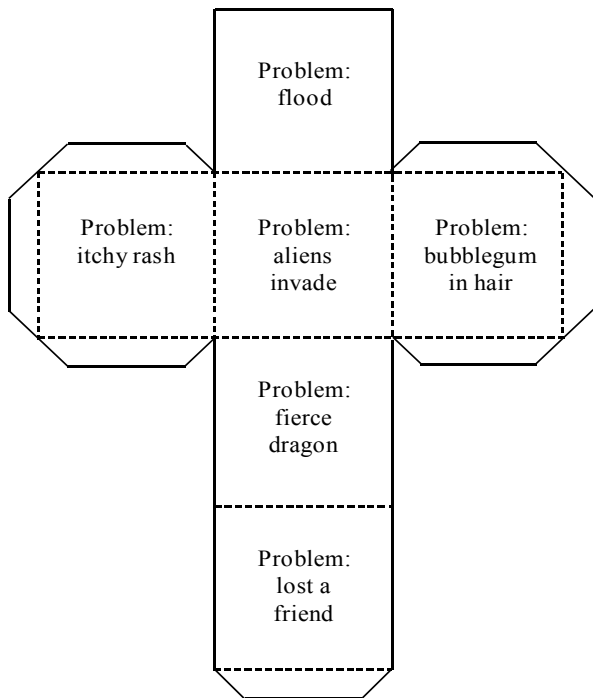 Problem:
flood
Problem:
itchy rash
Problem:
aliens
invade
Problem:
bubblegum
in hair
Problem:
fierce
dragon
Problem:
lost a
friend